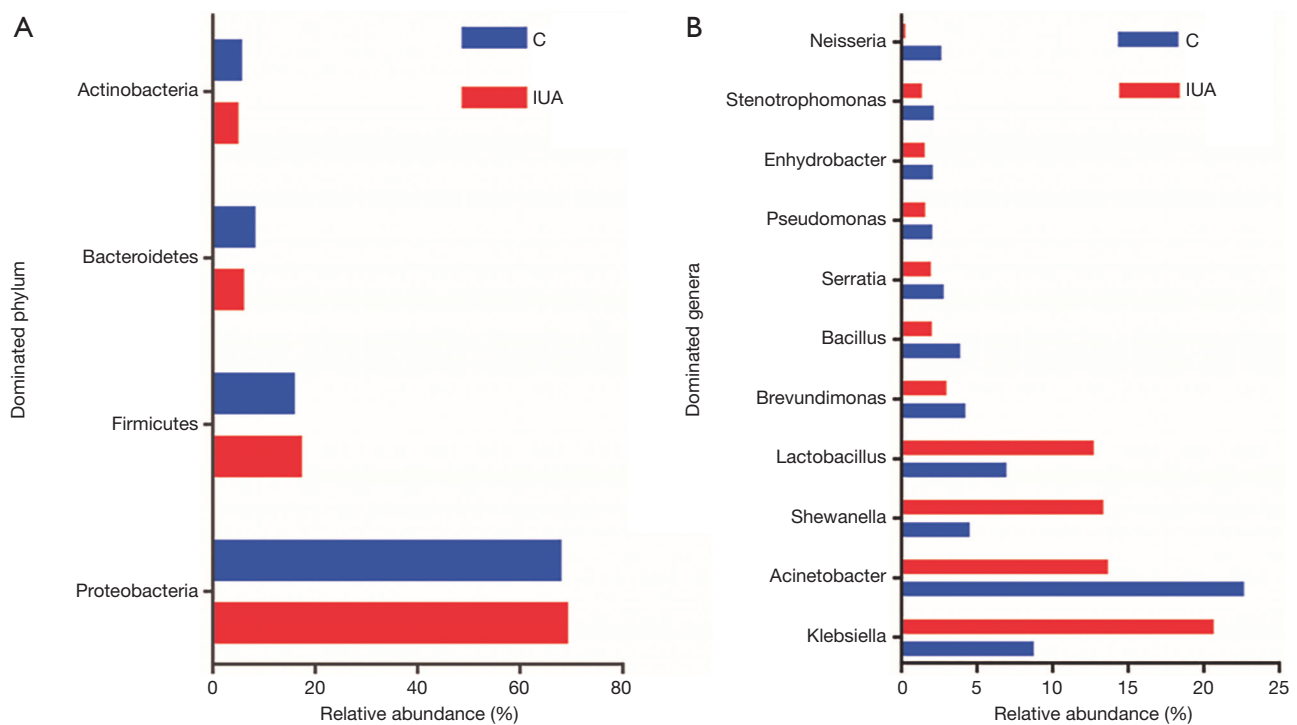 A
C
IUA
Actinobacteria
Bacteroidetes
Firmicutes
Proteobacteria
Dominated phylum
0 20 40 60 80
Relative abundance (%)
B
C
IUA
Neisseria
Stenotrophomonas
Enhydrobacter
Pseudomonas
Serratia
Bacillus
Brevundimonas
Lactobacillus
Shewanella
Acinetobacter
Klebsiella
Dominated genera
0 5 10 15 20 25
Relative abundance (%)